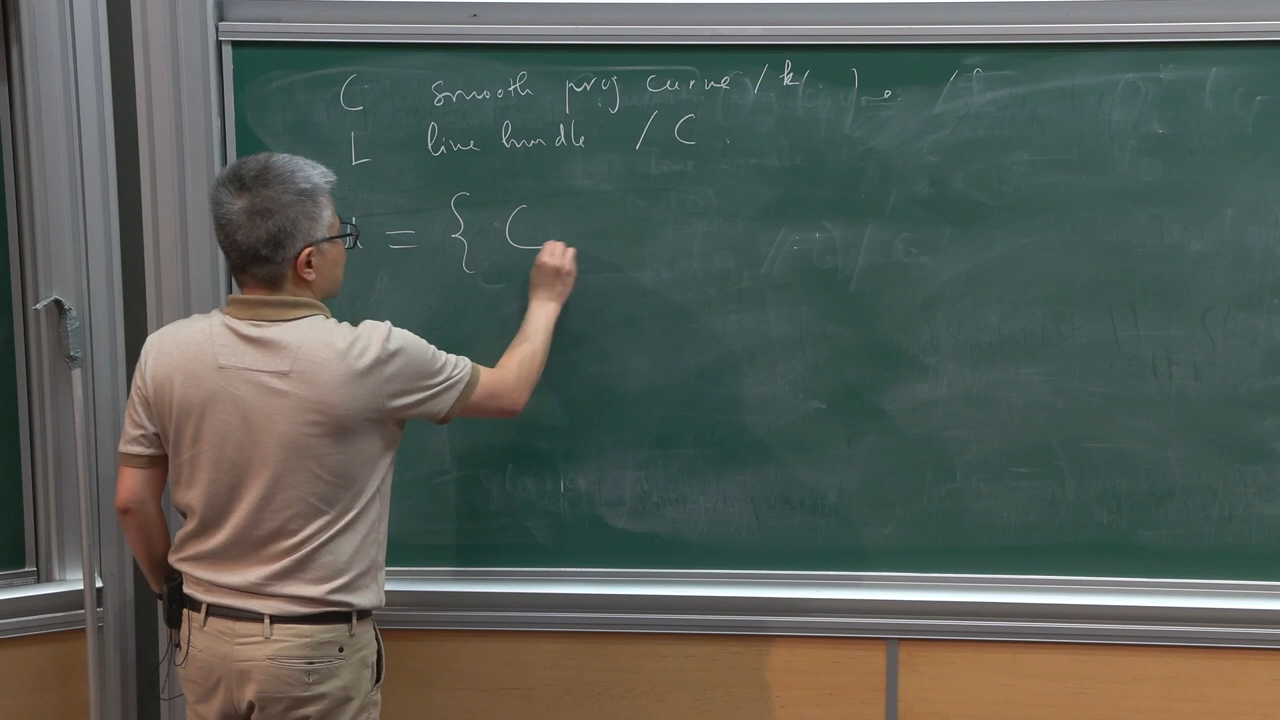 C smooth proj curve / k
L line bundle / C .
= { C